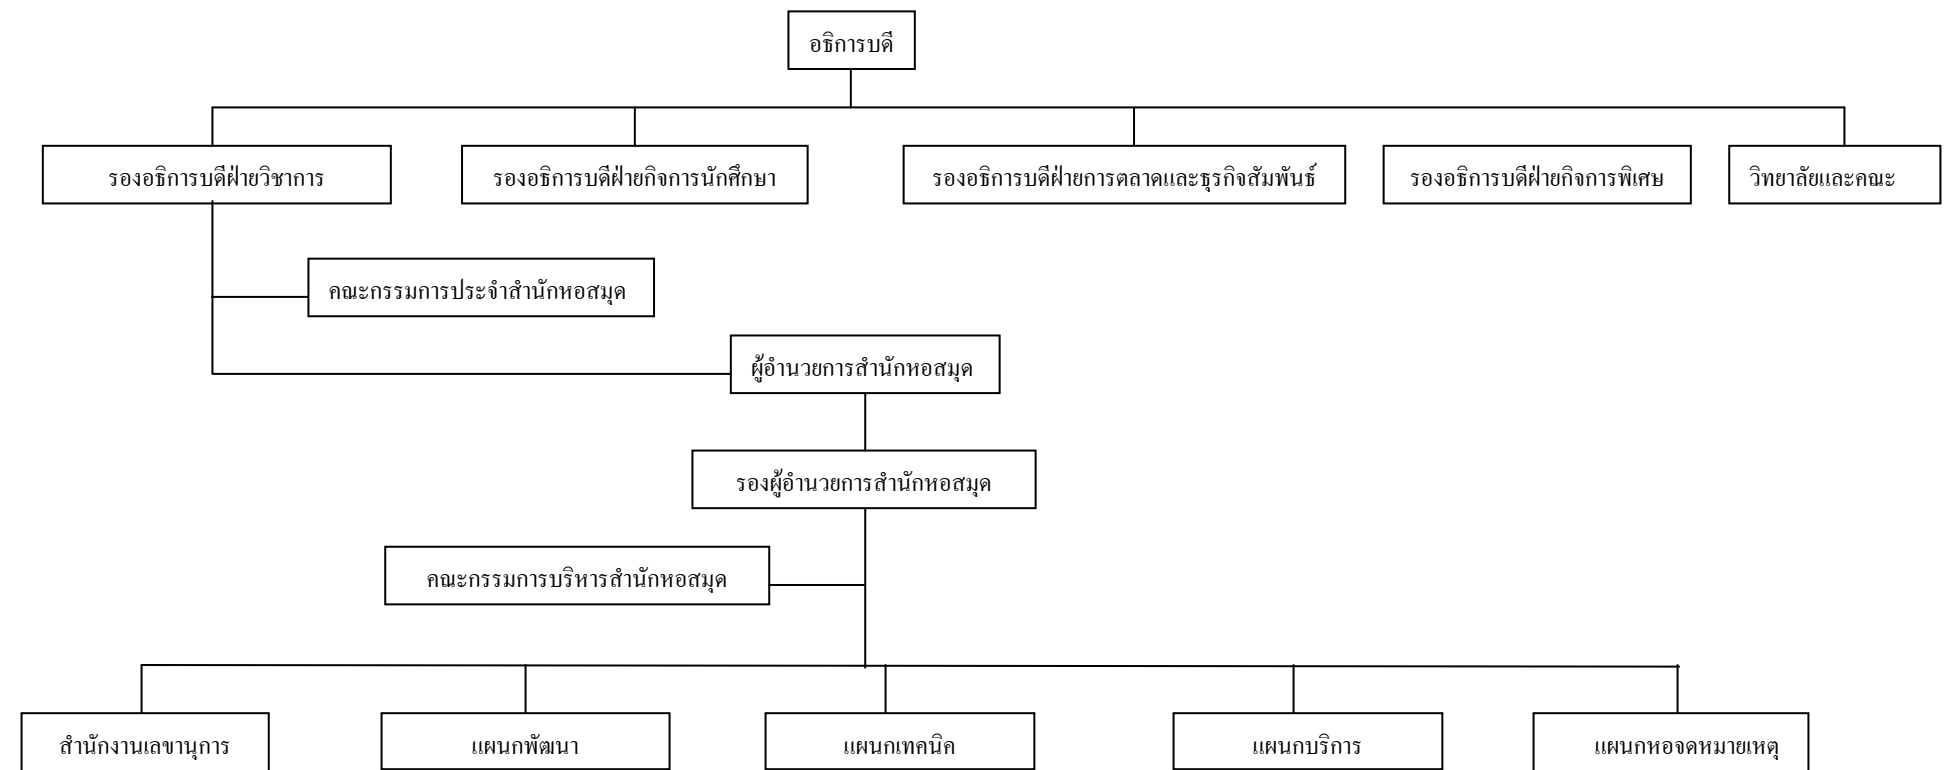 อธิการบดี
รองอธิการบดีฝ่ายวิชาการ
รองอธิการบดีฝ่ายกิจการนักศึกษา
รองอธิการบดีฝ่ายการตลาดและธุรกิจสัมพันธ์
รองอธิการบดีฝ่ายกิจการพิเศษ
วิทยาลัยและคณะ
คณะกรรมการประจำสำนักหอสมุด
ผู้อำนวยการสำนักหอสมุด
รองผู้อำนวยการสำนักหอสมุด
คณะกรรมการบริหารสำนักหอสมุด
สำนักงานเลขานุการ
แผนกพัฒนา
แผนกเทคนิค
แผนกบริการ
แผนกหอจดหมายเหตุ